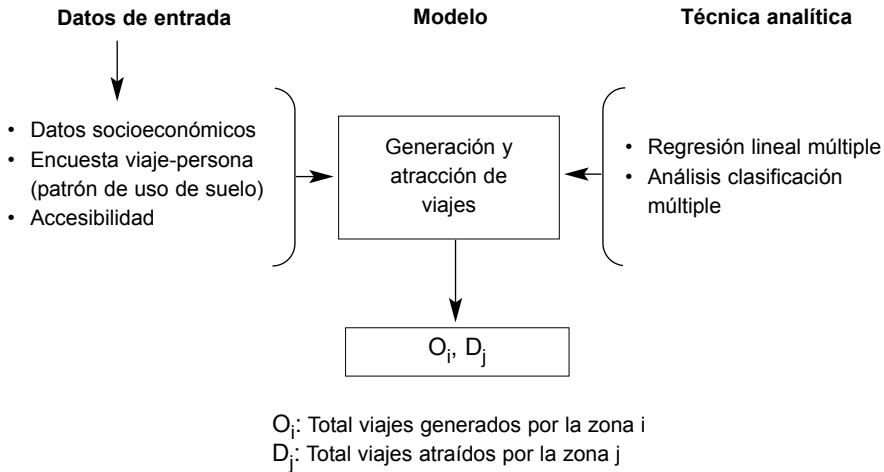 Datos de entrada
Modelo
Técnica analítica
• Datos socioeconómicos
• Encuesta viaje-persona
(patrón de uso de suelo)
• Accesibilidad
Generación y
atracción de
viajes
• Regresión lineal múltiple
• Análisis clasificación
múltiple
Oi, Dj
Oi: Total viajes generados por la zona i
Dj: Total viajes atraídos por la zona j